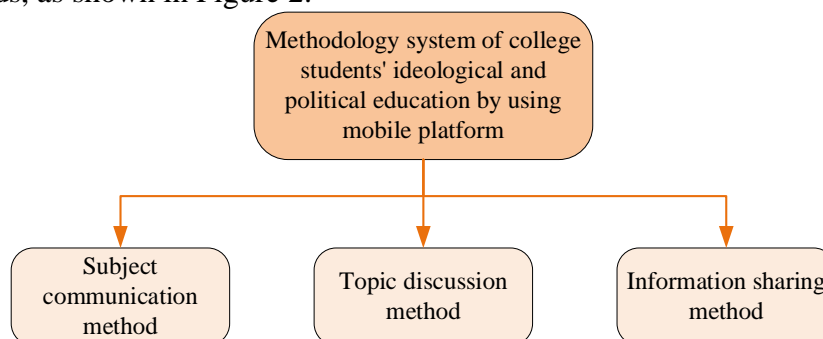 as shown in Figure 2.
Methodology system of college
students' ideological and
political education by using
mobile platform
Subject
communication
method
Topic discussion
method
Information sharing
method